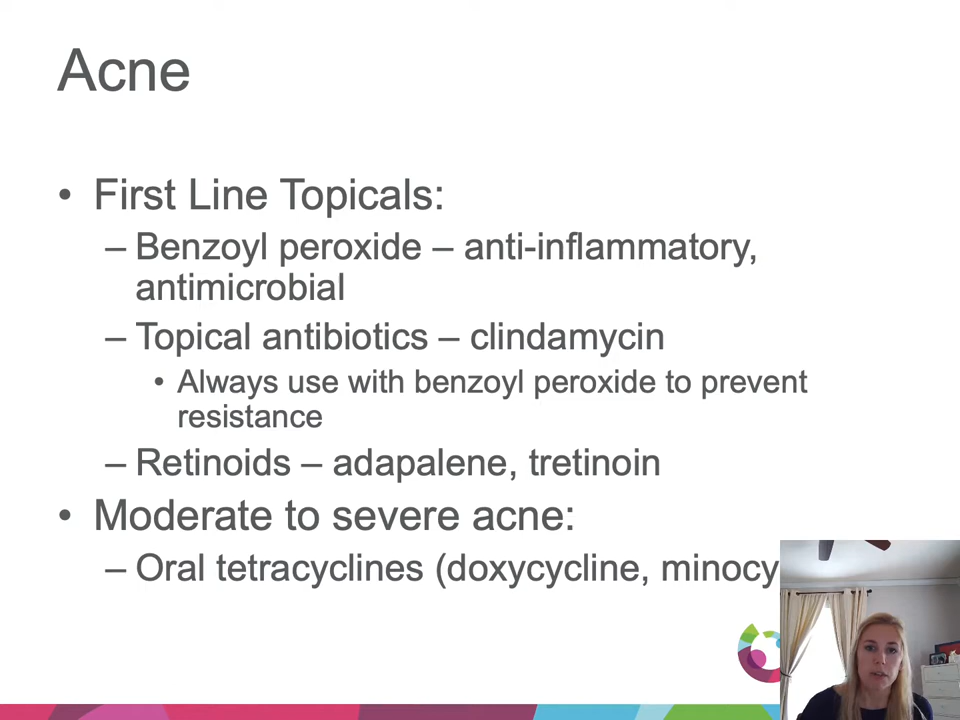 Acne
• First Line Topicals:
– Benzoyl peroxide – anti-inflammatory,
antimicrobial
– Topical antibiotics – clindamycin
• Always use with benzoyl peroxide to prevent
resistance
– Retinoids – adapalene, tretinoin
• Moderate to severe acne:
– Oral tetracyclines (doxycycline, minocy